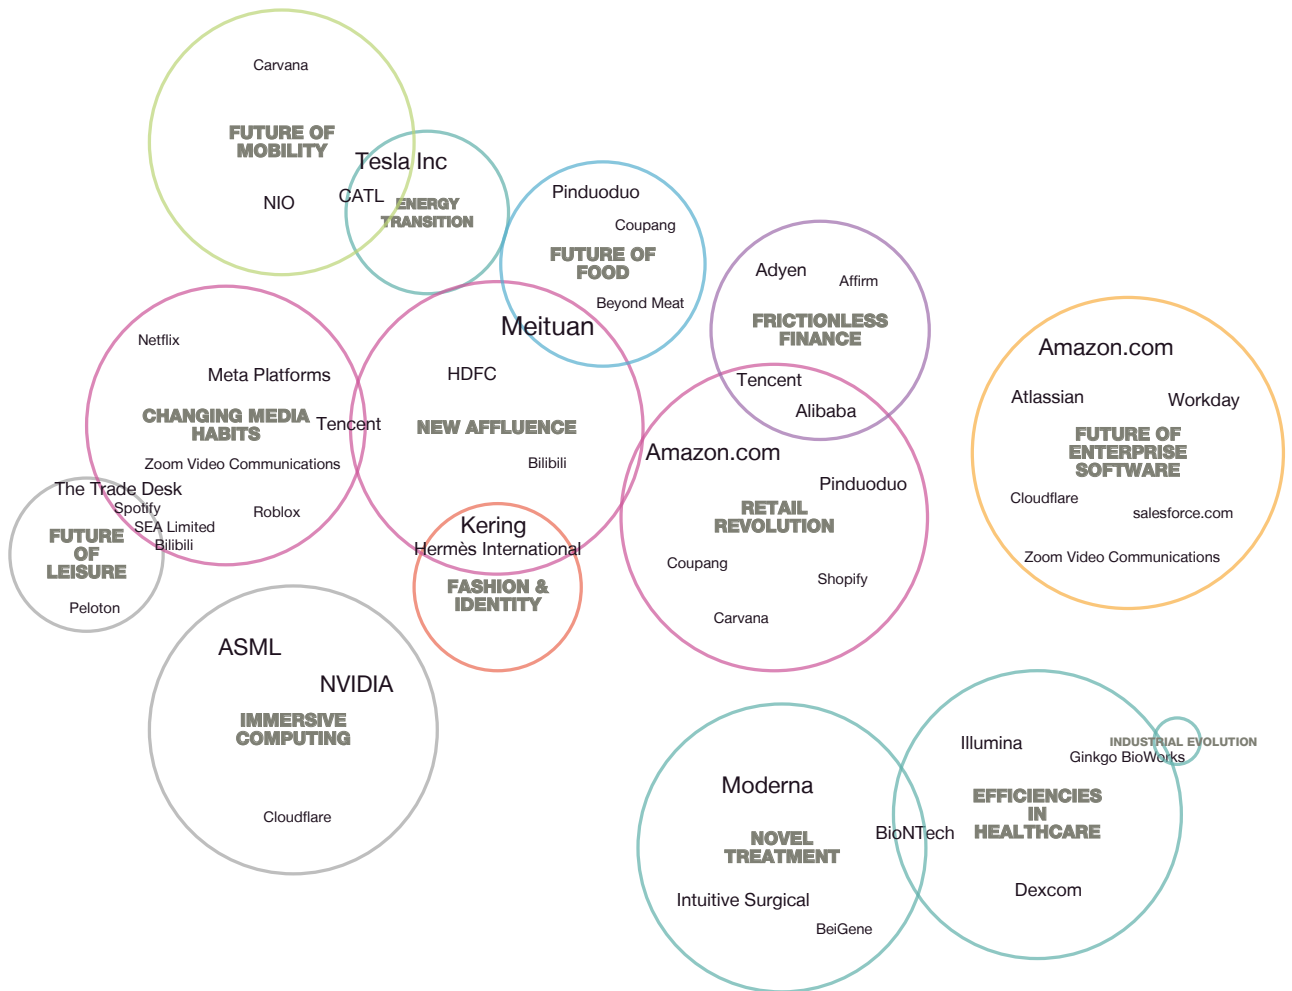 Carvana
FUTURE OF
MOBILITY
Tesla Inc
CATL
NIO
ENERGY
TRANSITION
Pinduoduo
Coupang
FUTURE OF
FOOD
Beyond Meat
Meituan
Adyen
Affirm
FRICTIONLESS
FINANCE
Tencent
Alibaba
Netflix
Meta Platforms
CHANGING MEDIA
HABITS
Tencent
Zoom Video Communications
The Trade Desk
Spotify
SEA Limited
Bilibili
Roblox
FUTURE
OF
LEISURE
Peloton
HDFC
NEW AFFLUENCE
Bilibili
Kering
Hermès International
FASHION &
IDENTITY
Amazon.com
Pinduoduo
RETAIL
REVOLUTION
Coupang
Shopify
Carvana
Amazon.com
Atlassian
Workday
FUTURE OF
ENTERPRISE
SOFTWARE
Cloudflare
salesforce.com
Zoom Video Communications
ASML
NVIDIA
IMMERSIVE
COMPUTING
Cloudflare
Moderna
NOVEL
TREATMENT
BioNTech
Intuitive Surgical
BeiGene
Illumina
INDUSTRIAL EVOLUTION
Ginkgo BioWorks
EFFICIENCIES
IN
HEALTHCARE
Dexcom